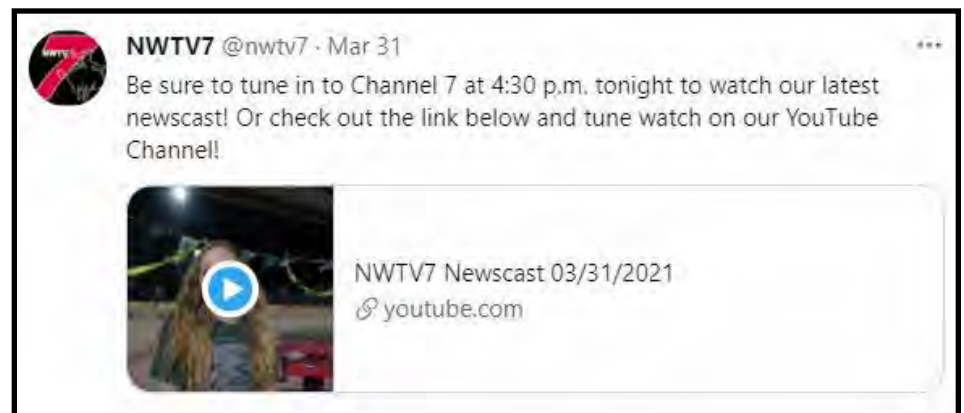 NWTV7 @nwtv7 · Mar 31
Be sure to tune in to Channel 7 at 4:30 p.m. tonight to watch our latest
newscast! Or check out the link below and tune watch on our YouTube
Channel!
NWTV7 Newscast 03/31/2021
youtube.com